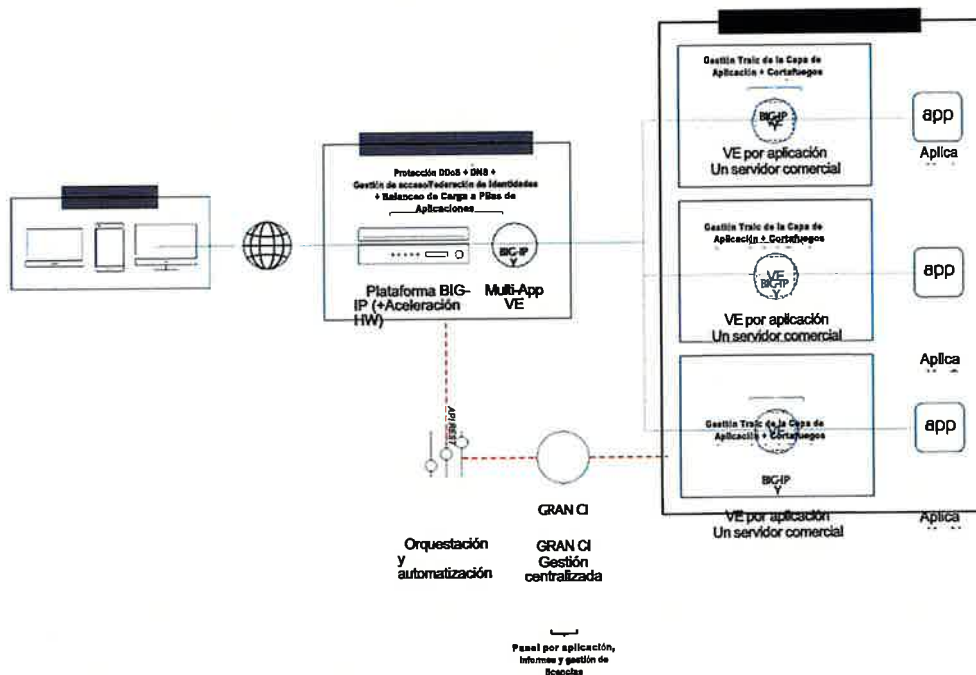 Protección DDoS + DNS +
Gestión de acceso/Federación de Identidades
+ Balanceo de Carga a Pilas de
Aplicaciones
BIG-IP
Plataforma BIG-
IP (+Aceleración
HW)
Multi-App
VE
Gestión Traic de la Capa de
Aplicación + Cortafuegos
BIG-IP
VE por aplicación
Un servidor comercial
app
Aplica
Gestión Traic de la Capa de
Aplicación + Cortafuegos
VE
BIG-IP
VE por aplicación
Un servidor comercial
app
Aplica
Gestión Traic de la Capa de
Aplicación + Cortafuegos
VE
BIG-IP
VE por aplicación
Un servidor comercial
app
Aplica
API REST
Orquestación
y
automatización
GRAN CI
GRAN CI
Gestión
centralizada
Panel por aplicación,
informes y gestión de
licencias